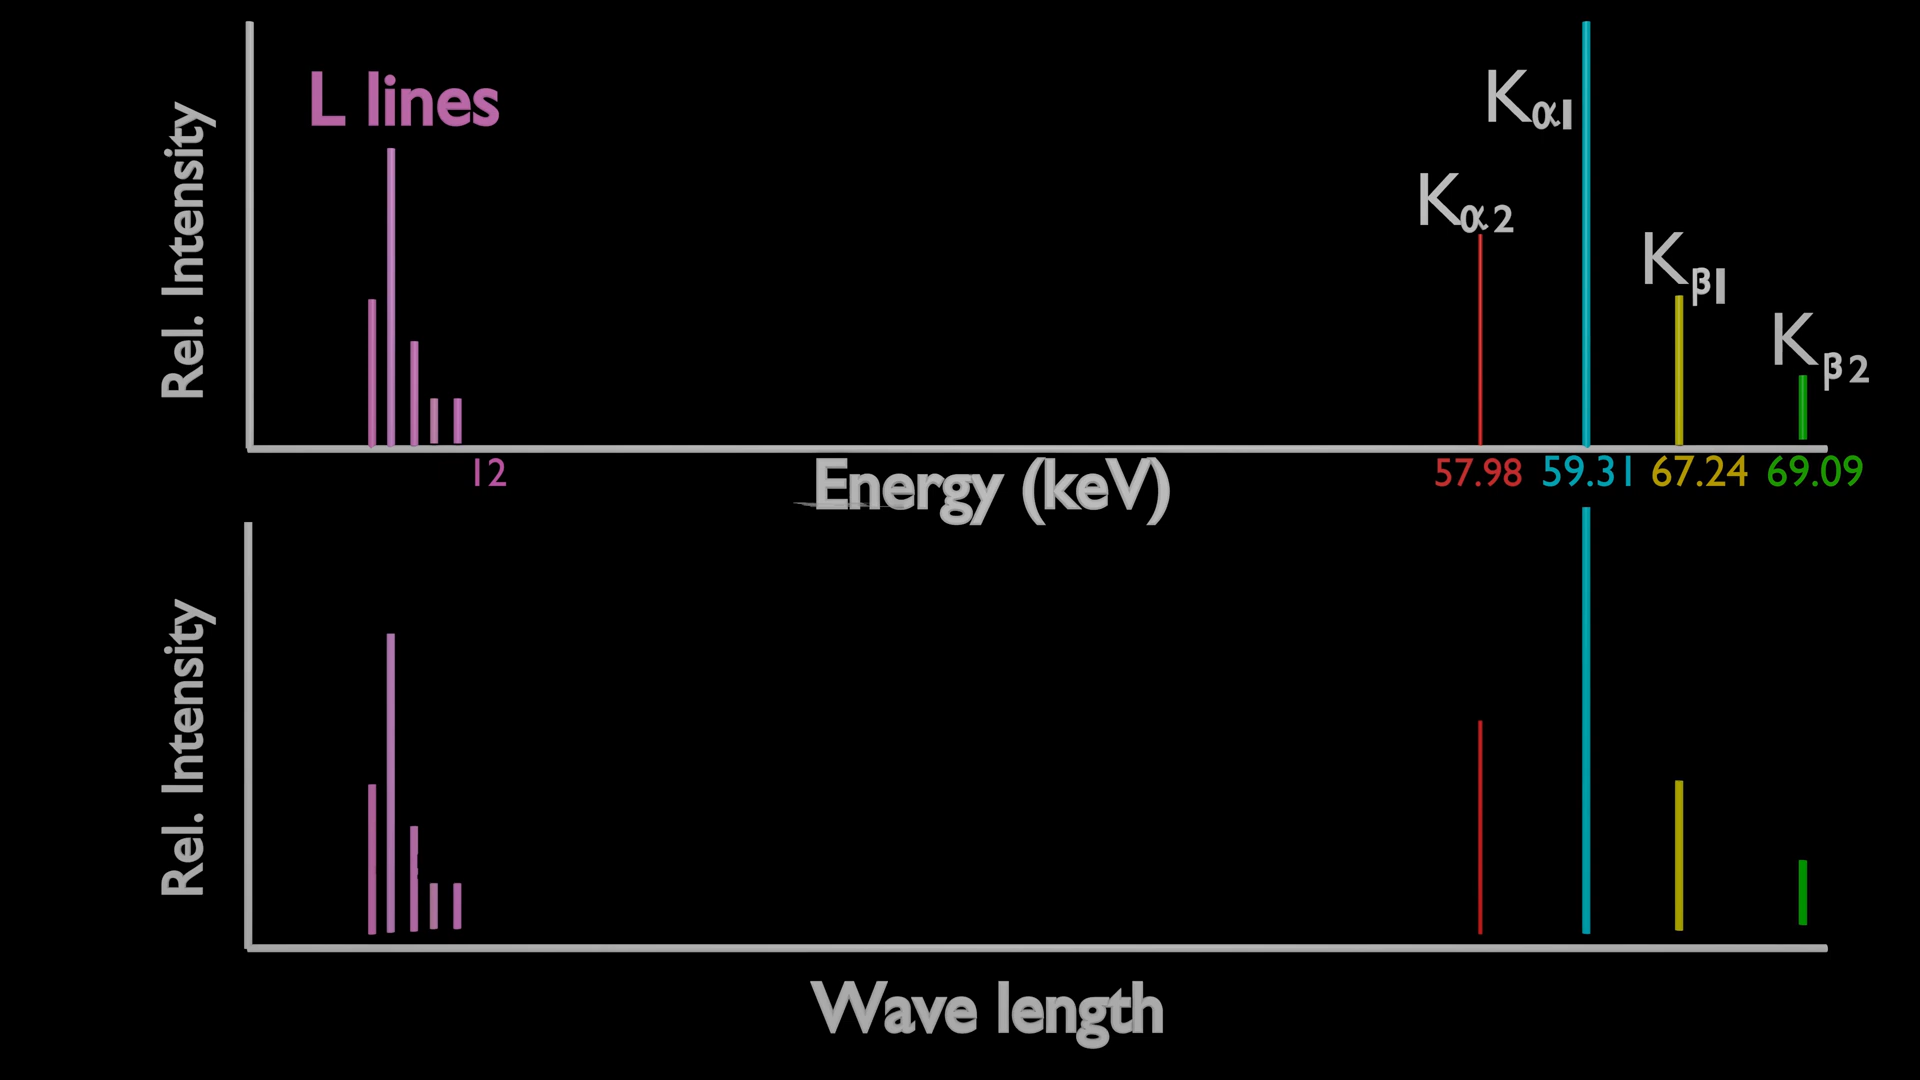 Rel. Intensity
L lines
Kα1
Kα2
Kβ1
Kβ2
12
57.98 59.31 67.24 69.09
Energy (keV)
Rel. Intensity
Wave length